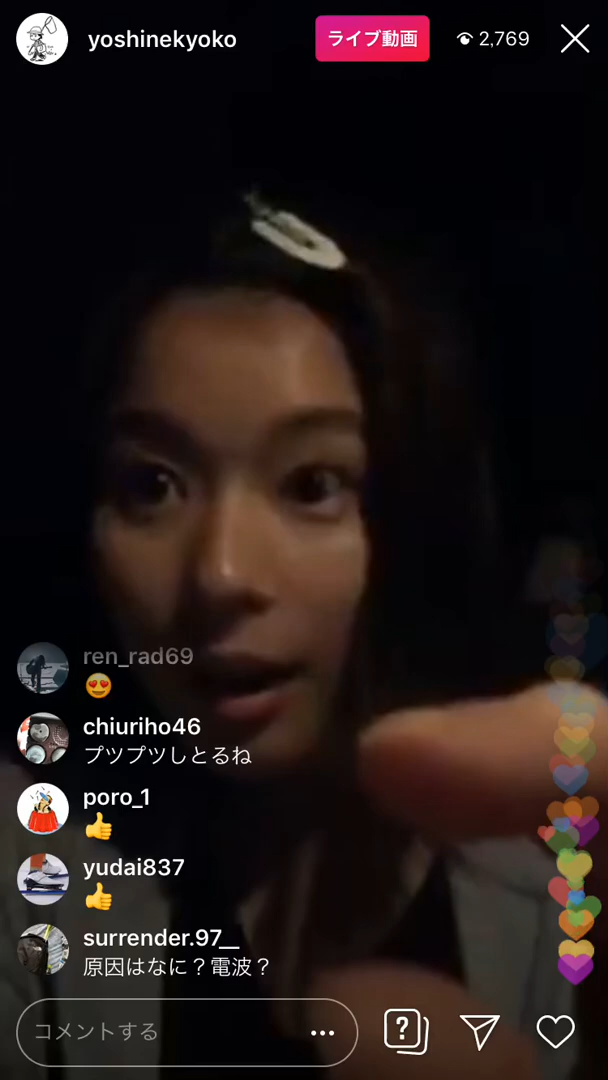 yoshinekyoko
ライブ動画
2,769
ren_rad69
😍
chiuriho46
プツプツしとるね
poro_1
👍
yudai837
👍
surrender.97__
原因はなに？電波？
コメントする